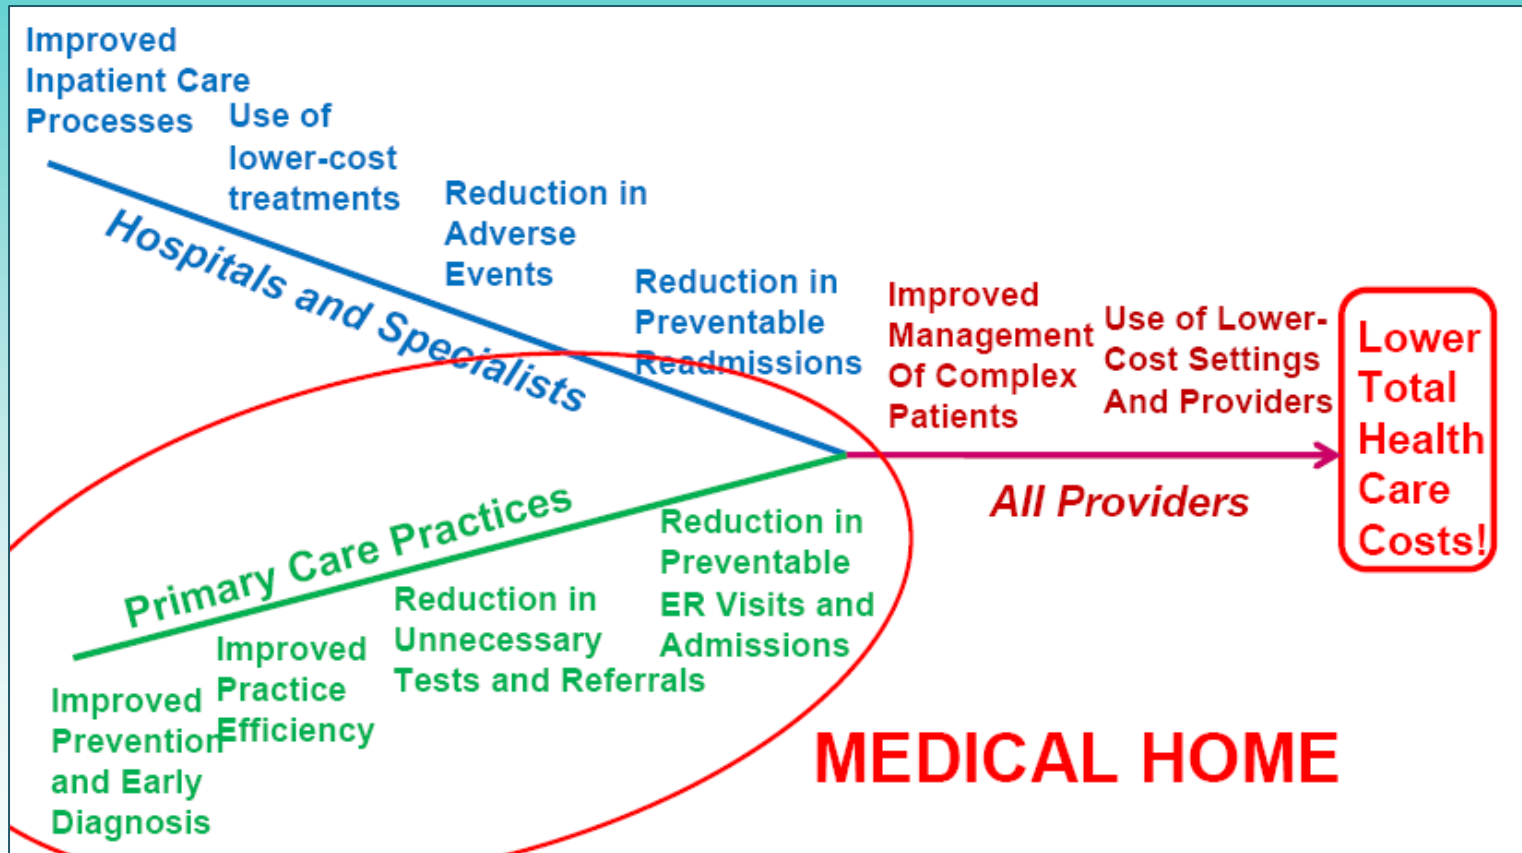 Improved
Inpatient Care
Processes
Use of
lower-cost
treatments
Reduction in
Adverse
Events
Reduction in
Preventable
Readmissions
Hospitals and Specialists
Improved
Management
Of Complex
Patients
Use of Lower-
Cost Settings
And Providers
All Providers
Lower
Total
Health
Care
Costs!
Primary Care Practices
Improved
Prevention
and Early
Diagnosis
Improved
Practice
Efficiency
Reduction in
Unnecessary
Tests and Referrals
Reduction in
Preventable
ER Visits and
Admissions
MEDICAL HOME